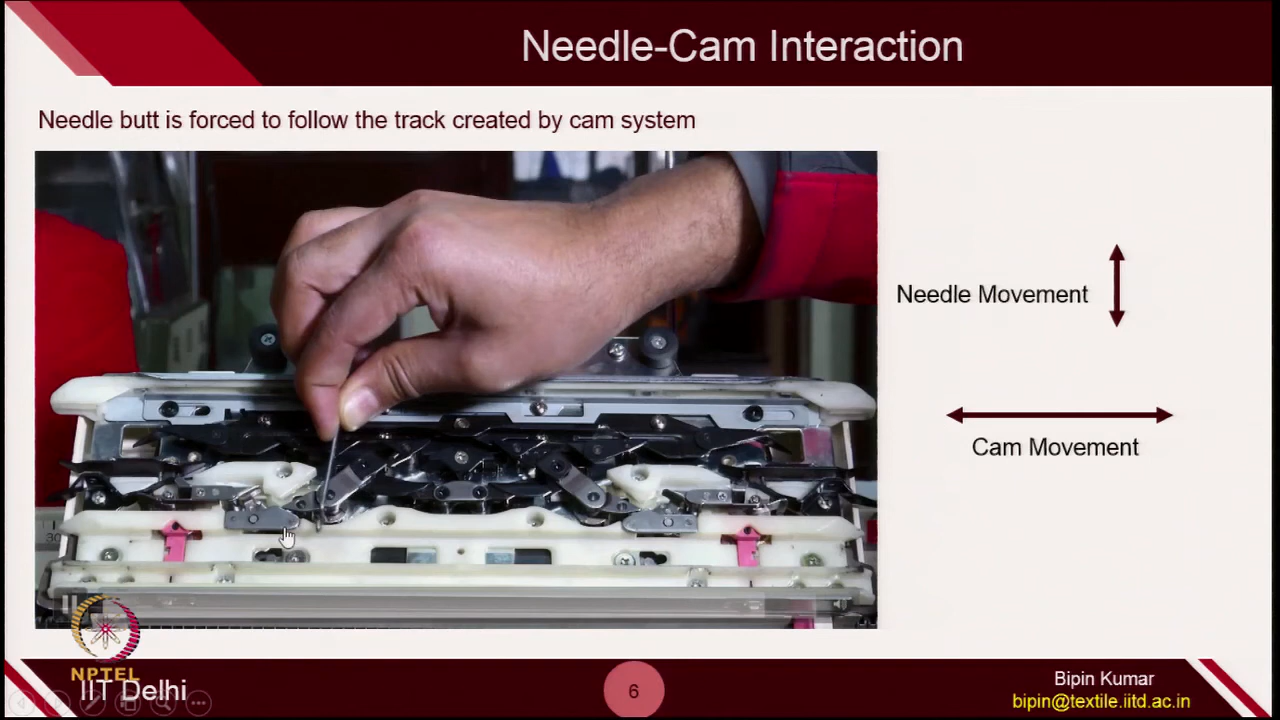 Needle-Cam Interaction
Needle butt is forced to follow the track created by cam system
Needle Movement
Cam Movement
30
NPTEL
IIT Delhi
6
Bipin Kumar
bipin@textile.iitd.ac.in